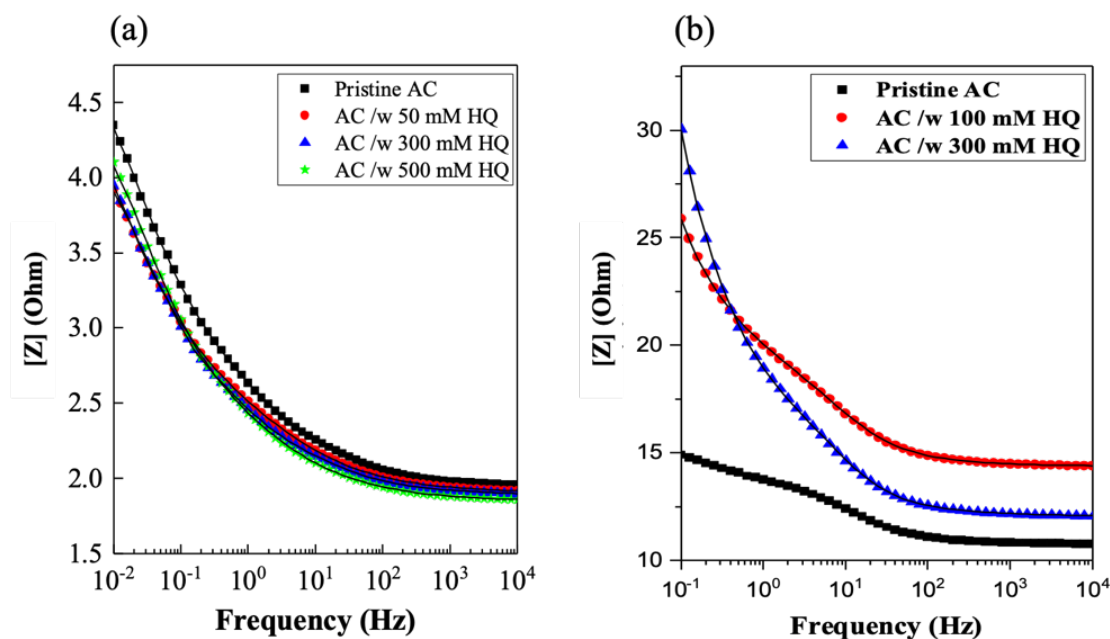 (a)
Pristine AC
AC /w 50 mM HQ
AC /w 300 mM HQ
AC /w 500 mM HQ
4.5
4.0
3.5
3.0
2.5
2.0
1.5
[Z] (Ohm)
10⁻² 10⁻¹ 10⁰ 10¹ 10² 10³ 10⁴
Frequency (Hz)
(b)
Pristine AC
AC /w 100 mM HQ
AC /w 300 mM HQ
30
25
20
15
10
[Z] (Ohm)
10⁻¹ 10⁰ 10¹ 10² 10³ 10⁴
Frequency (Hz)